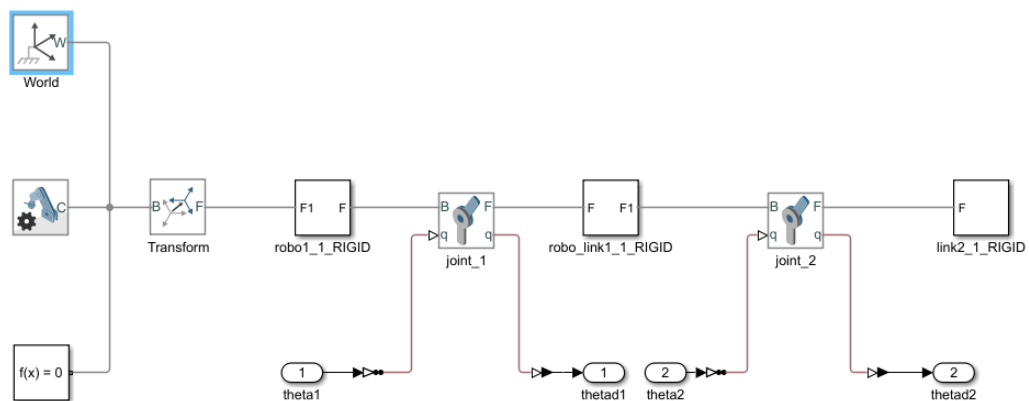 W
World
C
B F
Transform
F1 F
robo1_1_RIGID
B F
q q
joint_1
F F1
robo_link1_1_RIGID
B F
q q
joint_2
F
link2_1_RIGID
f(x) = 0
1
theta1
1
thetad1
2
theta2
2
thetad2